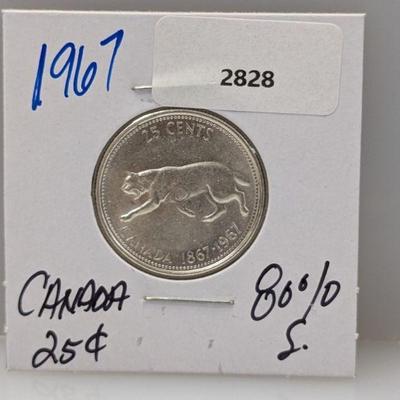 1967
2828
25 CENTS
CANADA 1867·1967
CANADA
25¢
80%
S.